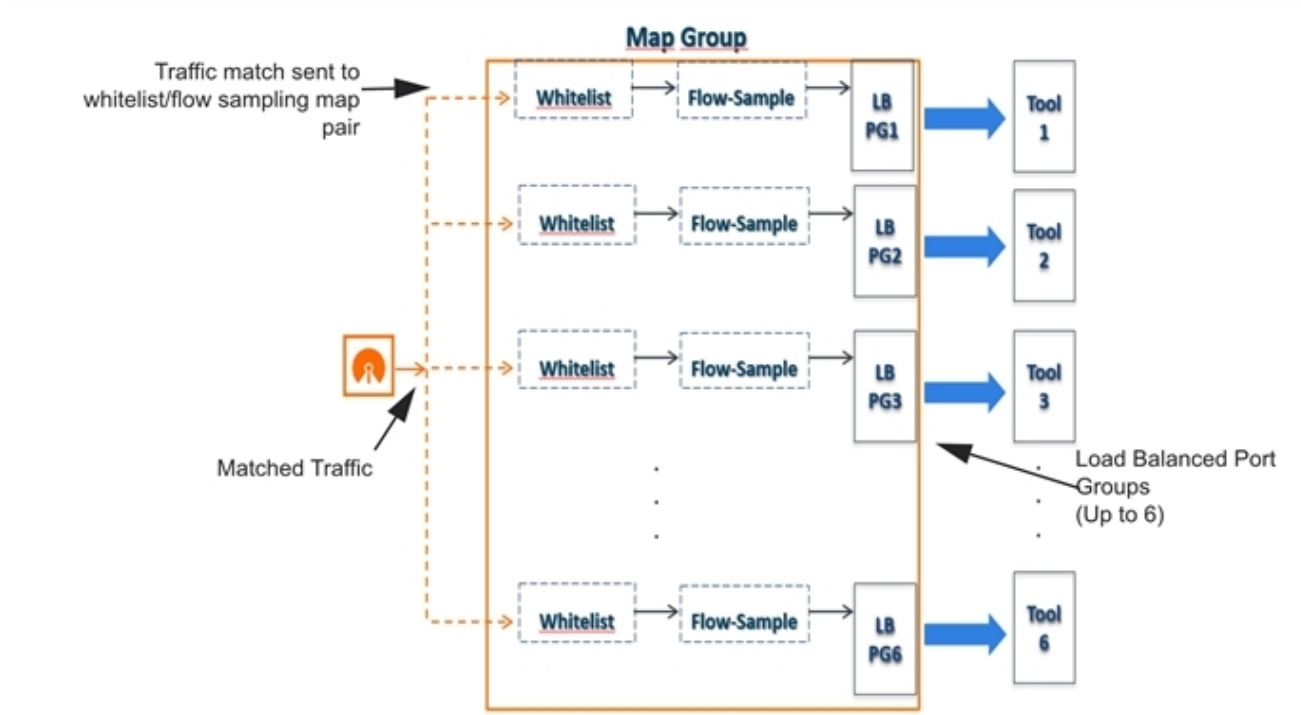 Map Group
Traffic match sent to
whitelist/flow sampling map
pair
Whitelist
Flow-Sample
LB
PG1
Tool
1
Whitelist
Flow-Sample
LB
PG2
Tool
2
Whitelist
Flow-Sample
LB
PG3
Tool
3
Matched Traffic
Load Balanced Port
Groups
(Up to 6)
Whitelist
Flow-Sample
LB
PG6
Tool
6